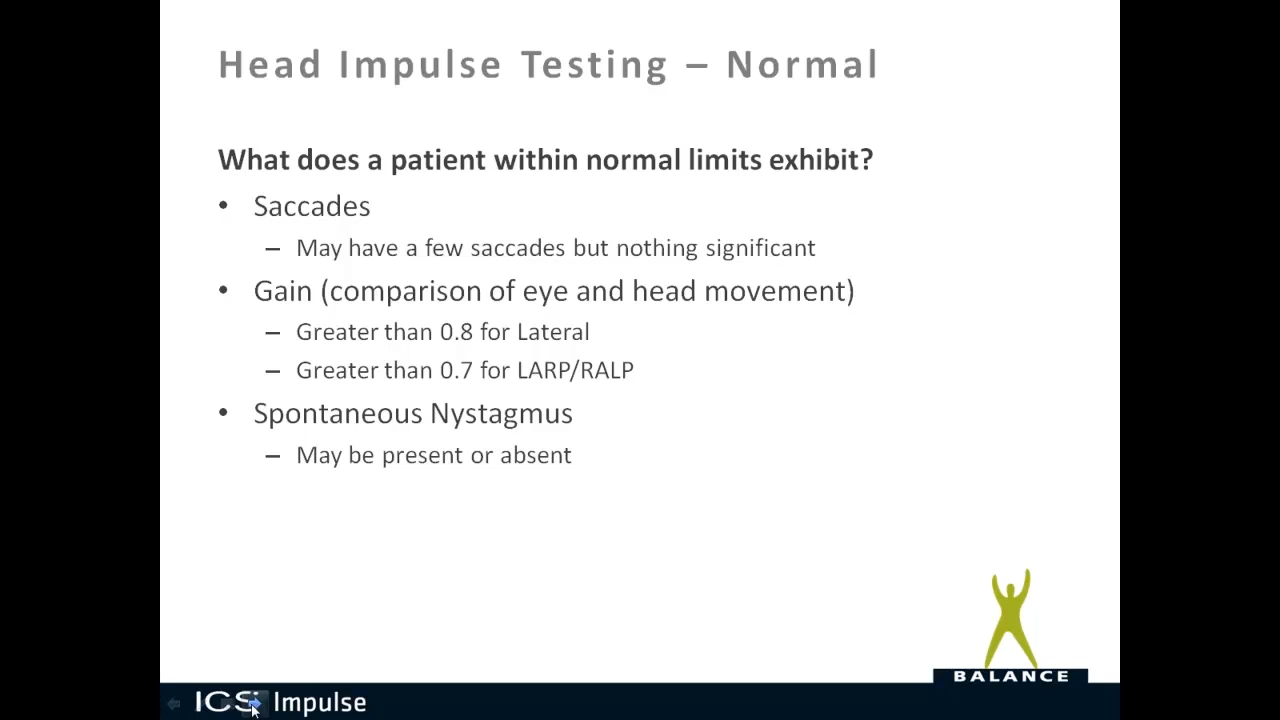 Head Impulse Testing – Normal
What does a patient within normal limits exhibit?
• Saccades
– May have a few saccades but nothing significant
• Gain (comparison of eye and head movement)
– Greater than 0.8 for Lateral
– Greater than 0.7 for LARP/RALP
• Spontaneous Nystagmus
– May be present or absent
BALANCE
ICS Impulse